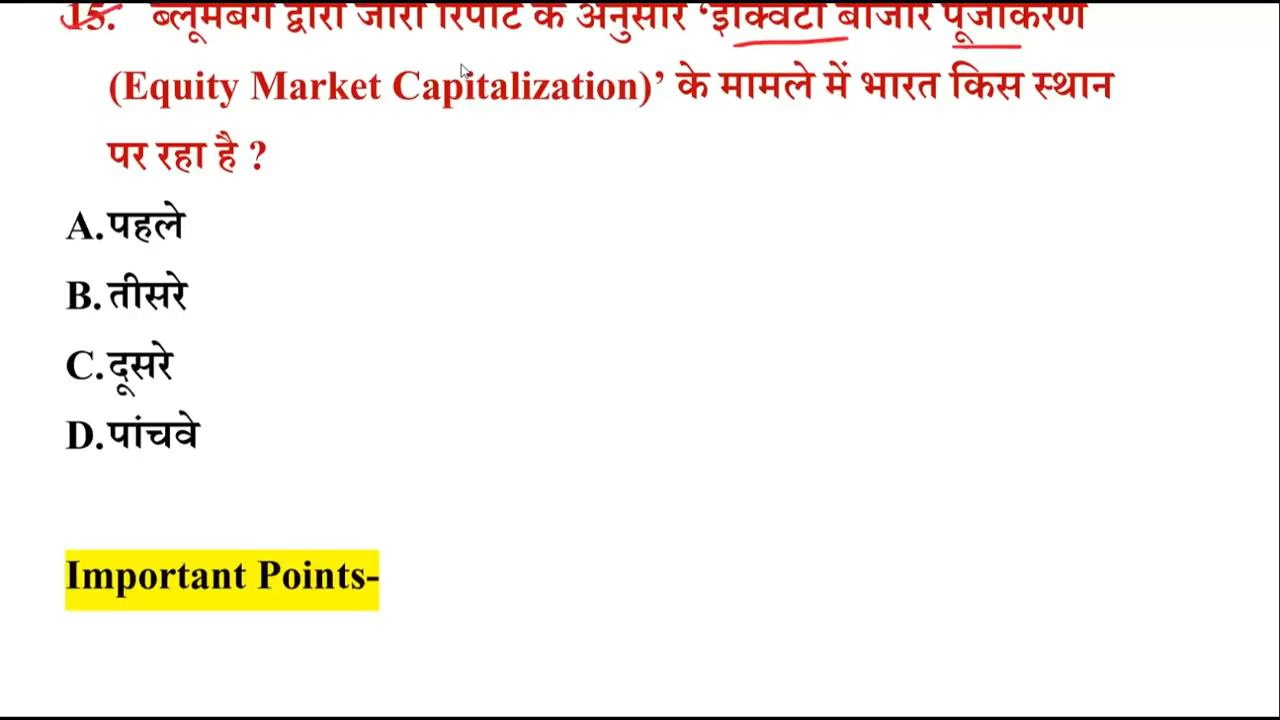 15. ब्लूमबर्ग द्वारा जारी रिपोर्ट के अनुसार ‘इक्विटी बाजार पूंजीकरण
(Equity Market Capitalization)’ के मामले में भारत किस स्थान
पर रहा है ?
A. पहले
B. तीसरे
C. दूसरे
D. पांचवे
Important Points-